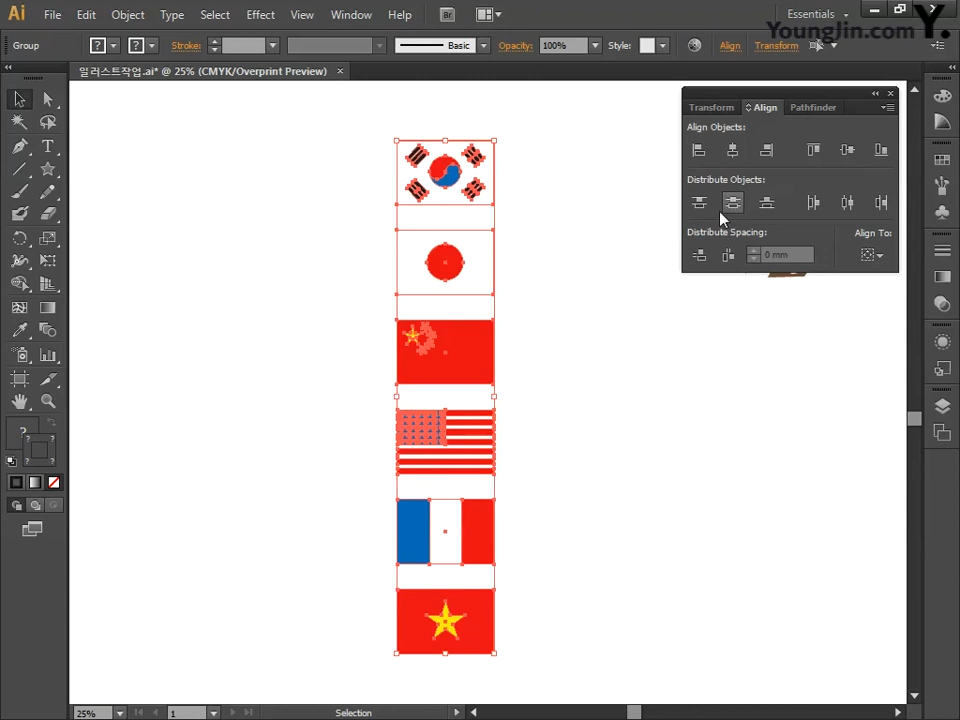 Ai File Edit Object Type Select Effect View Window Help Br Essentials
YoungJin.com Y.
Group ? ? Stroke: Basic Opacity: 100% Style: Align Transform
일러스트작업.ai* @ 25% (CMYK/Overprint Preview) ×
Transform Align Pathfinder
Align Objects:
Distribute Objects:
Distribute Spacing: Align To:
0 mm
T
?
? ?
? ?
25% 1 Selection